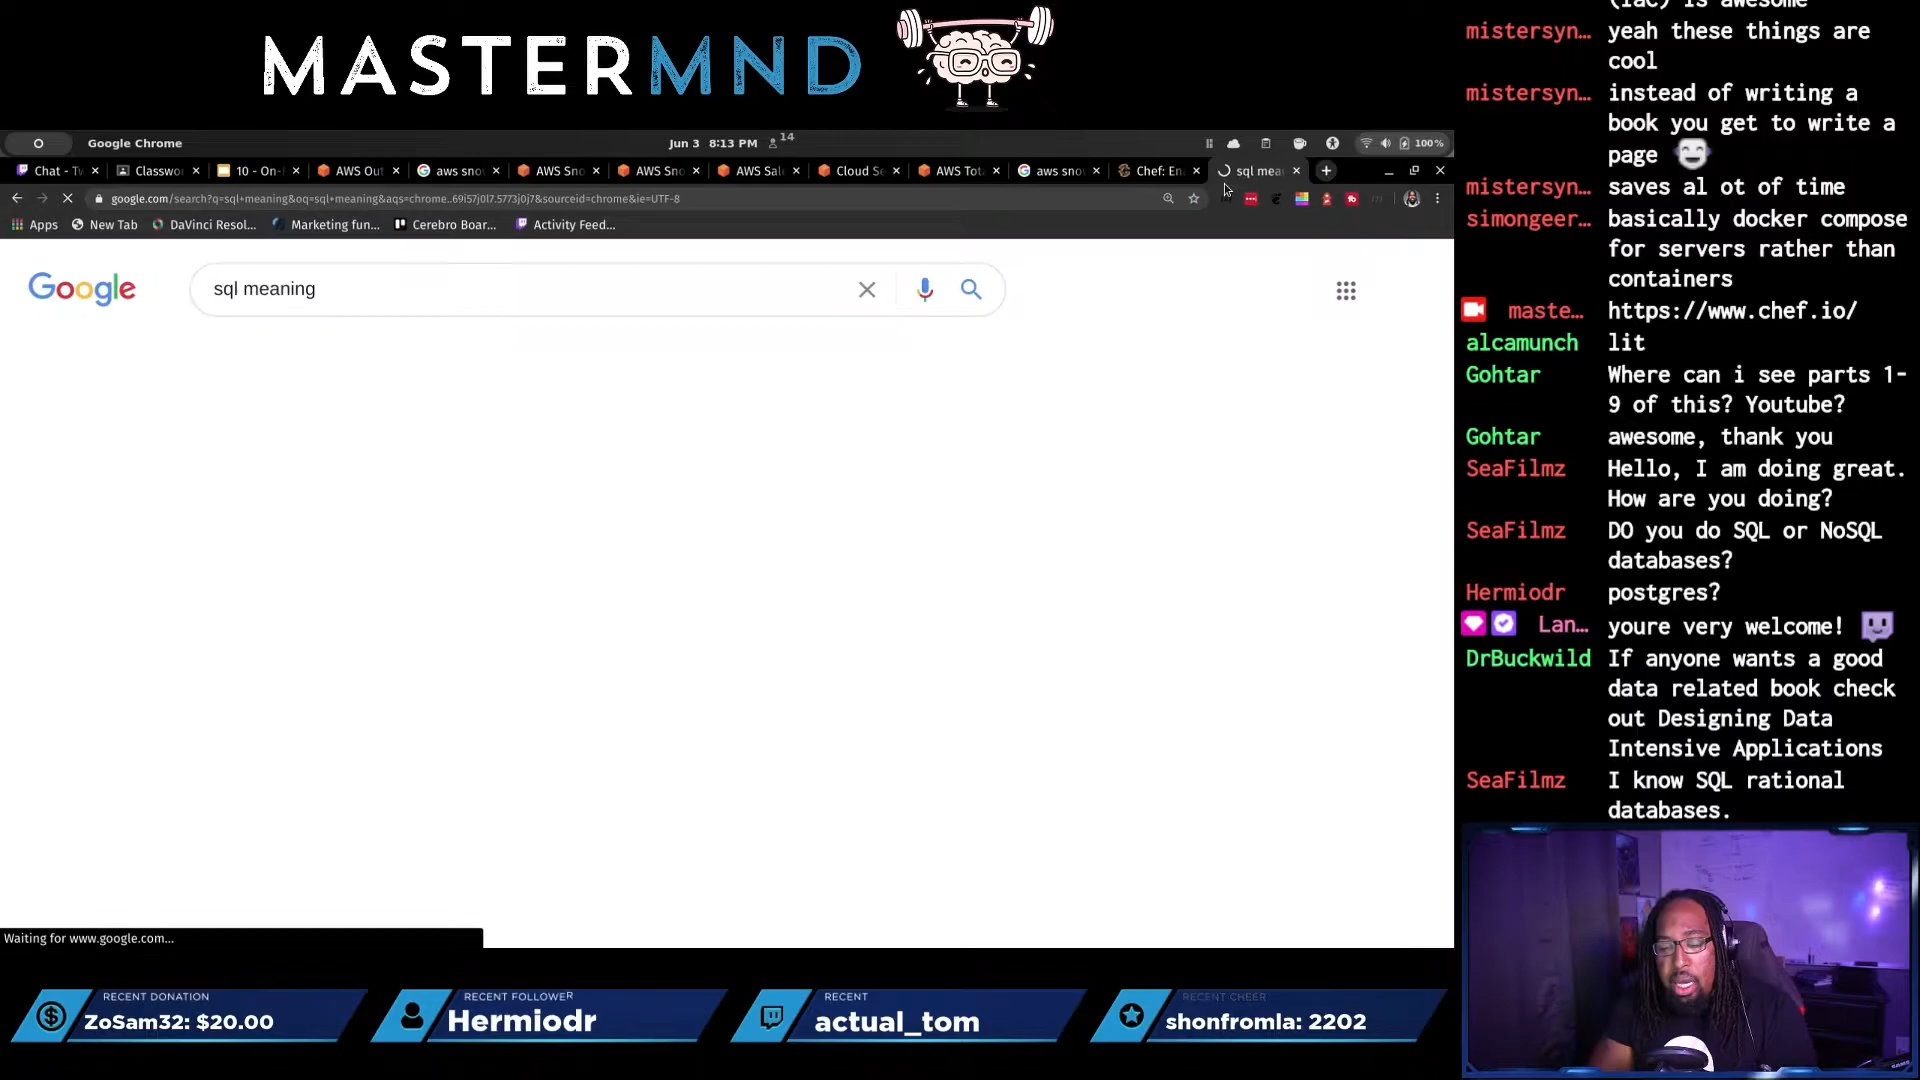 MASTERMND
Google Chrome
Jun 3 8:13 PM
14
100%
Chat - Tw
Classwo
10 - On-
AWS Out
aws snov
AWS Sno
AWS Sno
AWS Sal
Cloud Se
AWS Tot
aws snov
Chef: En
sql mea
google.com/search?q=sql+meaning&oq=sql+meaning&aqs=chrome..69i57j0l7.5773j0j7&sourceid=chrome&ie=UTF-8
Apps
New Tab
DaVinci Resol...
Marketing fun...
Cerebro Boar...
Activity Feed...
Google
sql meaning
Waiting for www.google.com...
(IaC) is awesome
mistersyn… yeah these things are
cool
mistersyn… instead of writing a
book you get to write a
page
mistersyn… saves al ot of time
simongeer… basically docker compose
for servers rather than
containers
maste… https://www.chef.io/
alcamunch lit
Gohtar Where can i see parts 1-
9 of this? Youtube?
Gohtar awesome, thank you
SeaFilmz Hello, I am doing great.
How are you doing?
SeaFilmz DO you do SQL or NoSQL
databases?
Hermiodr postgres?
Lan… youre very welcome!
DrBuckwild If anyone wants a good
data related book check
out Designing Data
Intensive Applications
SeaFilmz I know SQL rational
databases.
RECENT DONATION
ZoSam32: $20.00
RECENT FOLLOWER
Hermiodr
RECENT
actual_tom
RECENT CHEER
shonfromla: 2202